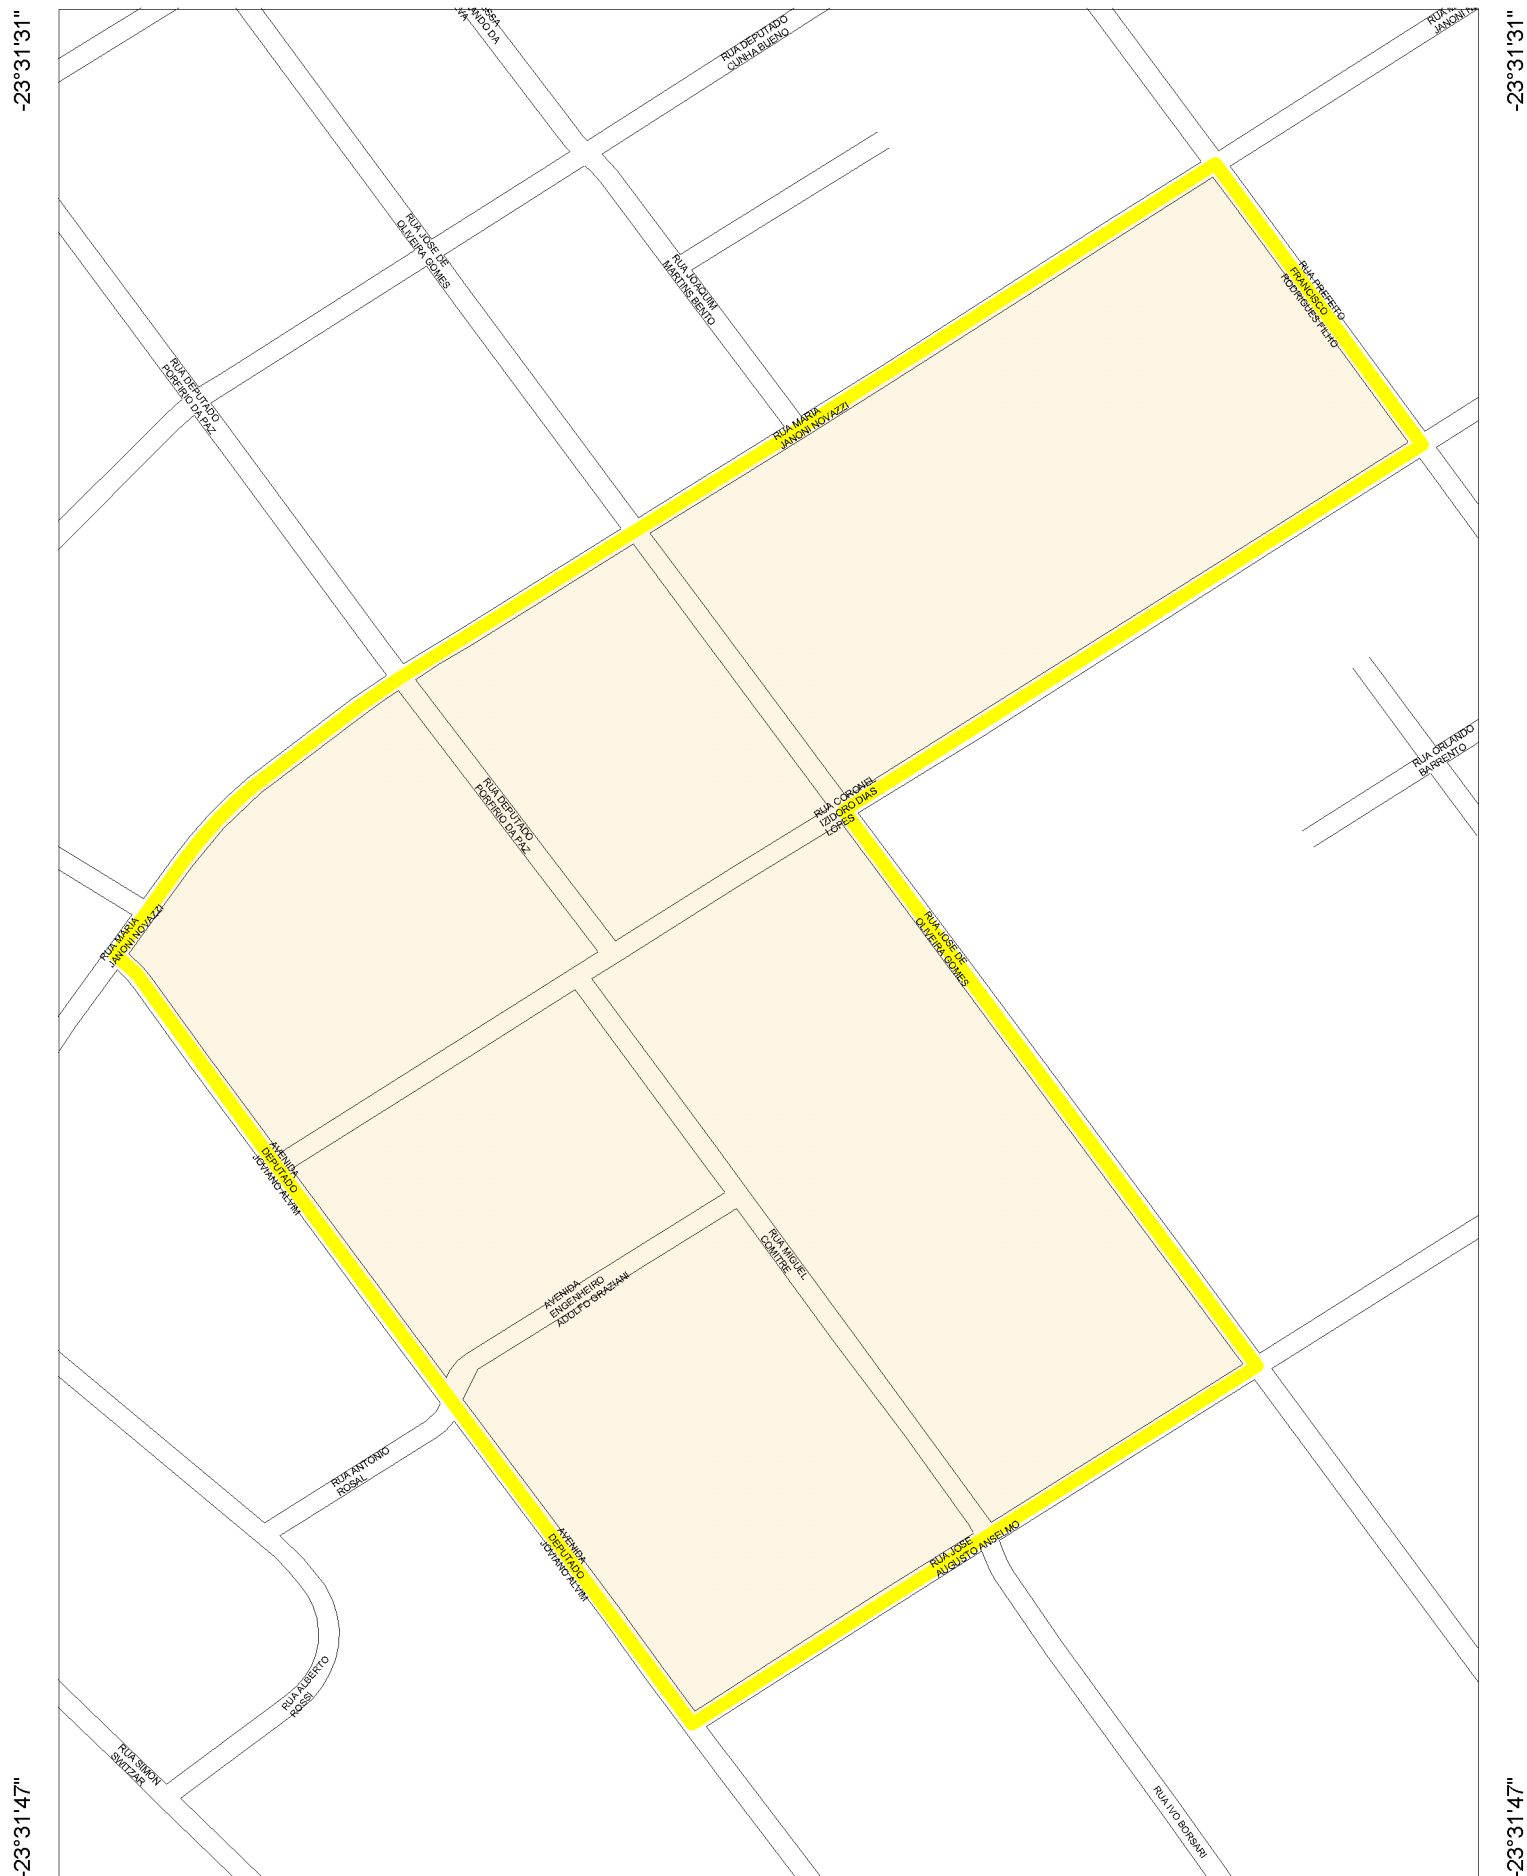 -23°31'31"
-23°31'31"
ANDO DA
RUA DEPUTADO
CUNHA BUENO
JANONI N
RUA JOSE DE
OLIVEIRA GOMES
RUA JOAQUIM
MARTINS BENTO
RUA PREFEITO
FRANCISCO
RODRIGUES FILHO
RUA DEPUTADO
PORFIRIO DA PAZ
RUA MARIA
JANONI NOVAZZI
RUA ORLANDO
BARRENTO
RUA DEPUTADO
PORFIRIO DA PAZ
RUA CORONEL
IZIDORO DIAS
LOPES
RUA MARIA
JANONI NOVAZZI
RUA JOSE DE
OLIVEIRA GOMES
AVENIDA
DEPUTADO
JOVIANO ALVIM
RUA MIGUEL
COMITRE
AVENIDA
ENGENHEIRO
ADOLFO GRAZIANI
RUA ANTONIO
ROSAL
AVENIDA
DEPUTADO
JOVIANO ALVIM
RUA JOSE
AUGUSTO ANSELMO
RUA ALBERTO
ROSSI
RUA SIMON
SWITZAR
RUA IVO BORSARI
-23°31'47"
-23°31'47"